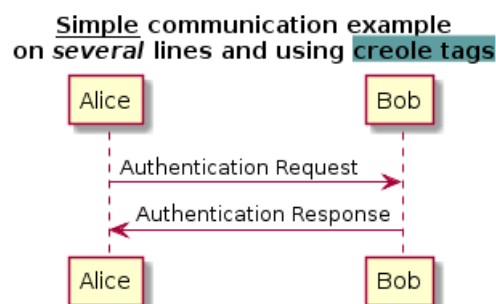 Simple communication example
on several lines and using creole tags
Alice Bob
Authentication Request
Authentication Response
Alice Bob